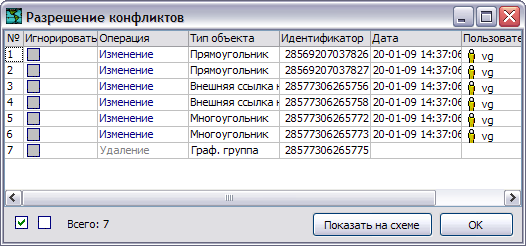 Разрешение конфликтов
№ Игнорировать Операция Тип объекта Идентификатор Дата Пользовате
1 Изменение Прямоугольник 28569207037826 20-01-09 14:37:06 vg
2 Изменение Прямоугольник 28569207037827 20-01-09 14:37:06 vg
3 Изменение Внешняя ссылка н 28577306265756 20-01-09 14:37:06 vg
4 Изменение Внешняя ссылка н 28577306265758 20-01-09 14:37:06 vg
5 Изменение Многоугольник 28577306265772 20-01-09 14:37:06 vg
6 Изменение Многоугольник 28577306265773 20-01-09 14:37:06 vg
7 Удаление Граф. группа 28577306265775
Всего: 7 Показать на схеме OK